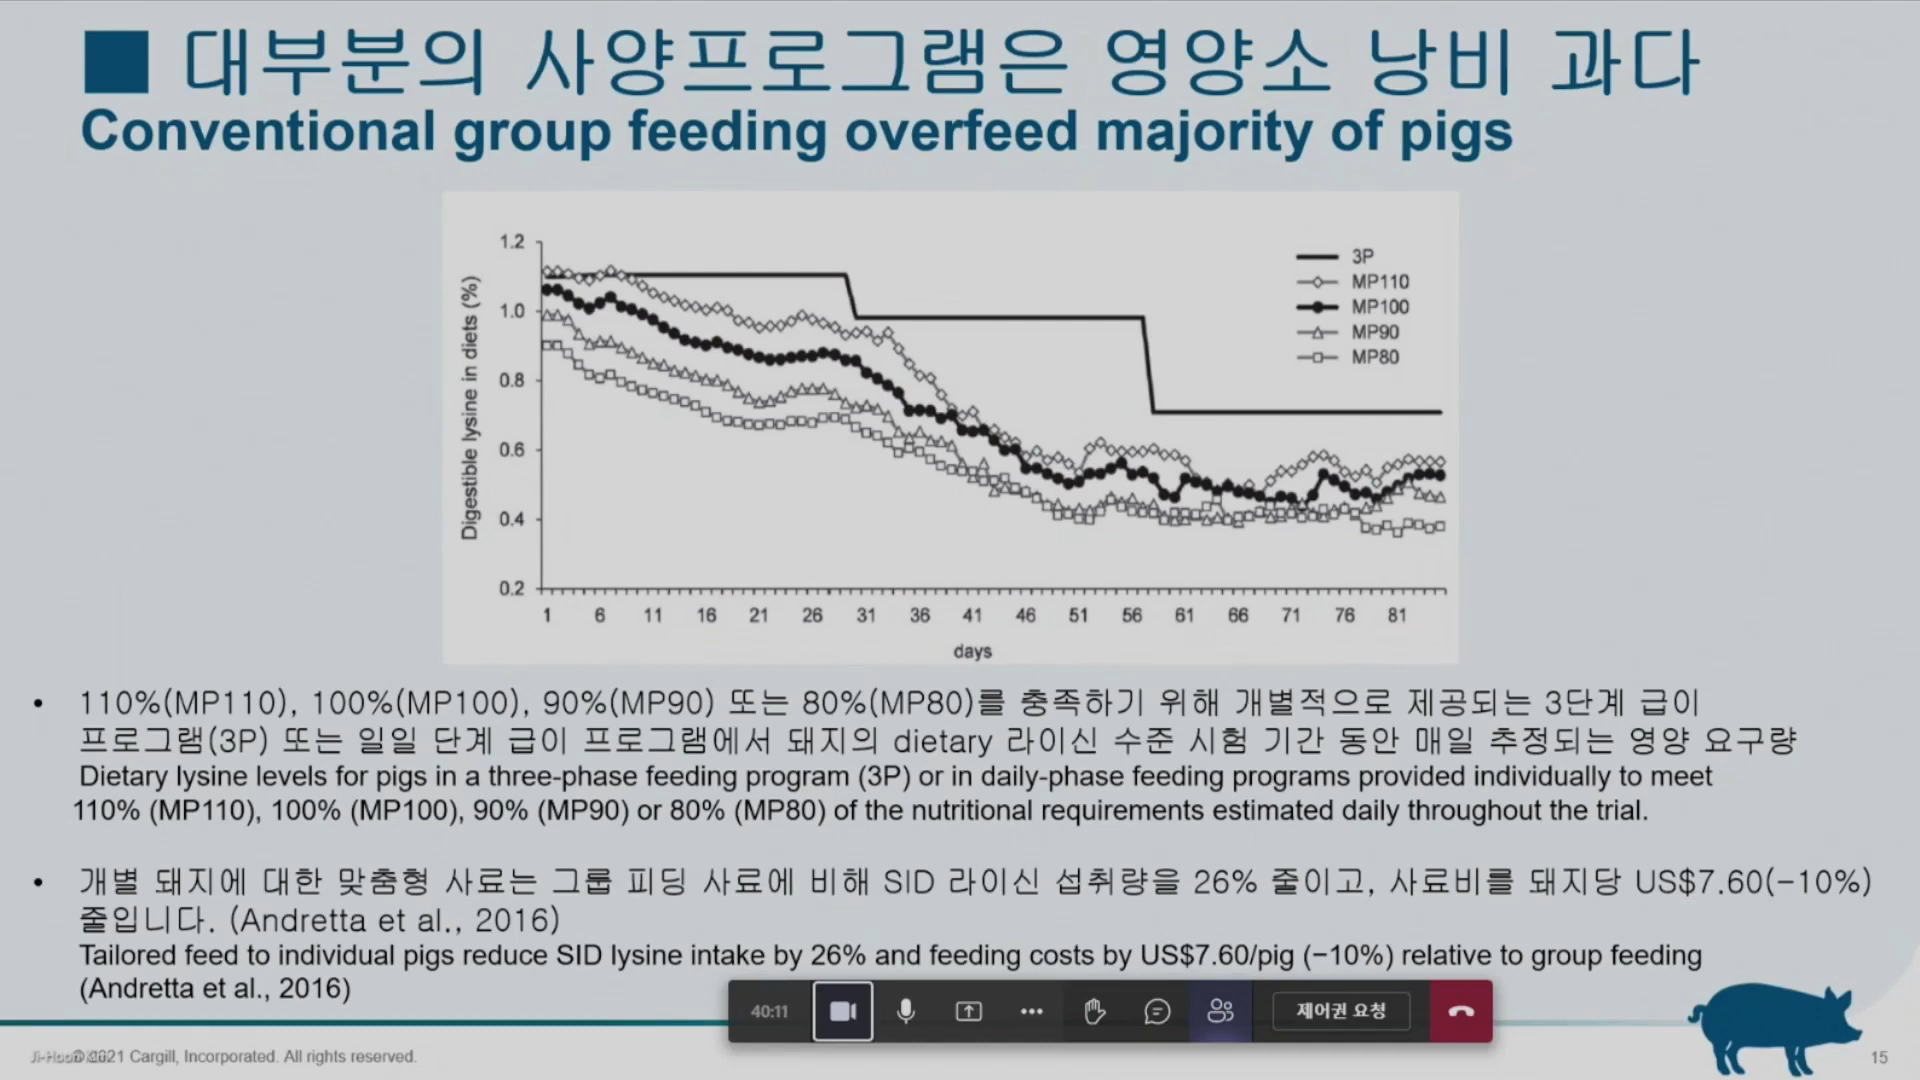 대부분의 사양프로그램은 영양소 낭비 과다
Conventional group feeding overfeed majority of pigs
Digestible lysine in diets (%)
1.2
1.0
0.8
0.6
0.4
0.2
3P
MP110
MP100
MP90
MP80
1 6 11 16 21 26 31 36 41 46 51 56 61 66 71 76 81
days
• 110%(MP110), 100%(MP100), 90%(MP90) 또는 80%(MP80)를 충족하기 위해 개별적으로 제공되는 3단계 급이
프로그램(3P) 또는 일일 단계 급이 프로그램에서 돼지의 dietary 라이신 수준 시험 기간 동안 매일 추정되는 영양 요구량
Dietary lysine levels for pigs in a three-phase feeding program (3P) or in daily-phase feeding programs provided individually to meet
110% (MP110), 100% (MP100), 90% (MP90) or 80% (MP80) of the nutritional requirements estimated daily throughout the trial.
• 개별 돼지에 대한 맞춤형 사료는 그룹 피딩 사료에 비해 SID 라이신 섭취량을 26% 줄이고, 사료비를 돼지당 US$7.60(−10%)
줄입니다. (Andretta et al., 2016)
Tailored feed to individual pigs reduce SID lysine intake by 26% and feeding costs by US$7.60/pig (−10%) relative to group feeding
(Andretta et al., 2016)
40:11
제어권 요청
2021 Cargill, Incorporated. All rights reserved.
15